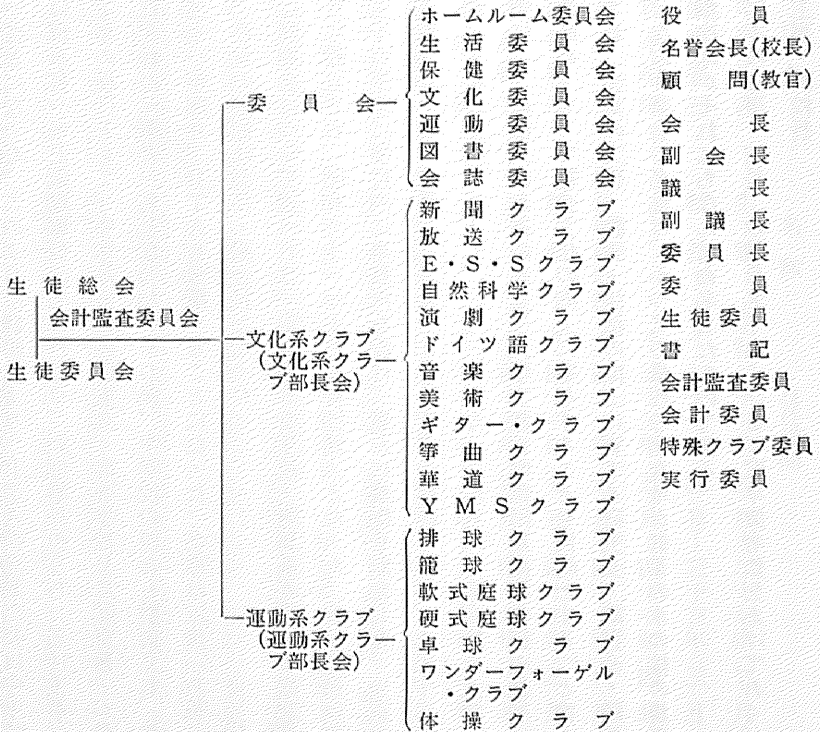 生徒総会
会計監査委員会
生徒委員会
委員会
ホームルーム委員会
生活委員会
保健委員会
文化委員会
運動委員会
図書委員会
会誌委員会
文化系クラブ
(文化系クラ
ブ部長会)
新聞クラブ
放送クラブ
E・S・Sクラブ
自然科学クラブ
演劇クラブ
ドイツ語クラブ
音楽クラブ
美術クラブ
ギター・クラブ
箏曲クラブ
華道クラブ
YMSクラブ
運動系クラブ
(運動系クラ
ブ部長会)
排球クラブ
籠球クラブ
軟式庭球クラブ
硬式庭球クラブ
卓球クラブ
ワンダーフォーゲル
・クラブ
体操クラブ
役員
名誉会長(校長)
顧問(教官)
会長
副会長
議長
副議長
委員長
委員
生徒委員
書記
会計監査委員
会計委員
特殊クラブ委員
実行委員